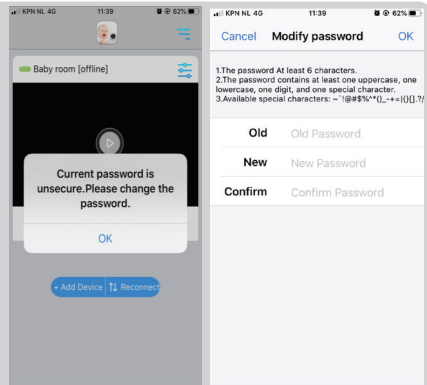 KPN NL 4G 11:39 62%
Baby room [offline]
Current password is
unsecure.Please change the
password.
OK
+ Add Device Reconnect
KPN NL 4G 11:39 62%
Cancel Modify password OK
1.The password At least 6 characters.
2.The password contains at least one uppercase, one
lowercase, one digit, and one special character.
3.Available special characters: ~`!@#$%^*()_-+=|{}[].?/
Old Old Password
New New Password
Confirm Confirm Password